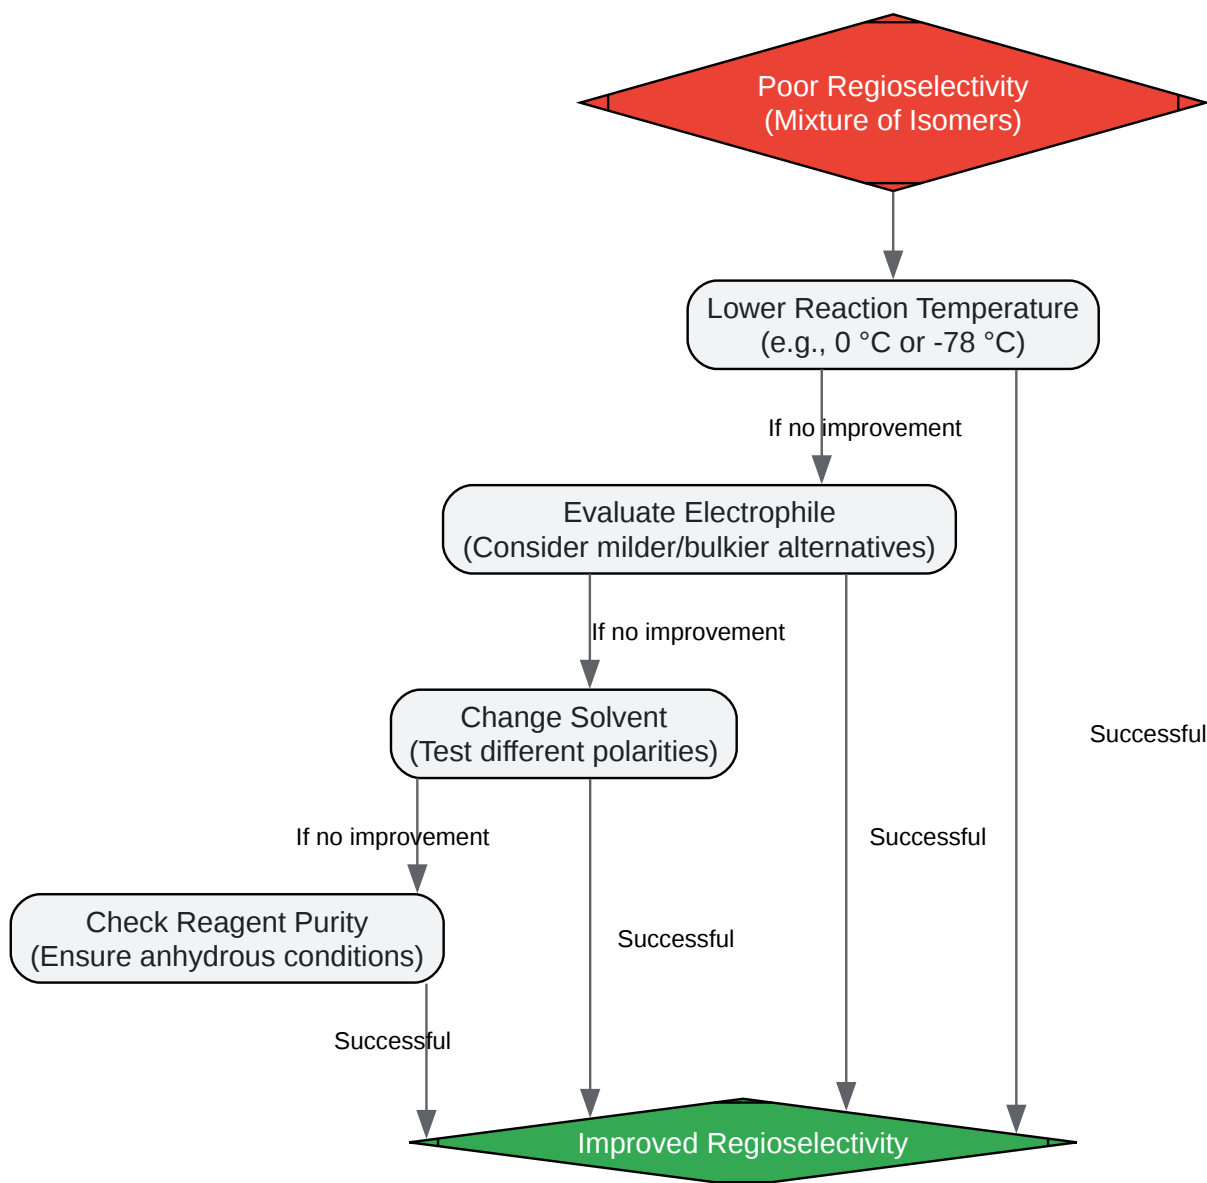 Poor Regioselectivity
(Mixture of Isomers)
Lower Reaction Temperature
(e.g., 0 °C or -78 °C)
If no improvement
Evaluate Electrophile
(Consider milder/bulkier alternatives)
If no improvement
Change Solvent
(Test different polarities)
Successful
If no improvement
Successful
Check Reagent Purity
(Ensure anhydrous conditions)
Successful
Successful
Improved Regioselectivity